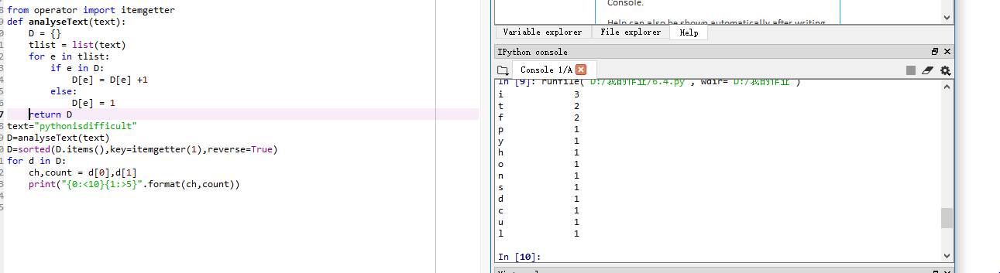 from operator import itemgetter
def analyseText(text):
    D = {}
    tlist = list(text)
    for e in tlist:
        if e in D:
            D[e] = D[e] +1
        else:
            D[e] = 1
    return D
text="pythonisdifficult"
D=analyseText(text)
D=sorted(D.items(),key=itemgetter(1),reverse=True)
for d in D:
    ch,count = d[0],d[1]
    print("{0:<10}{1:>5}".format(ch,count))
Console.
Help can also be shown automatically after writing
Variable explorer File explorer Help
IPython console
Console 1/A
In [9]: runfile('D:/我的作业/6.4.py', wdir='D:/我的作业')
i 3
t 2
f 2
p 1
y 1
h 1
o 1
n 1
s 1
d 1
c 1
u 1
l 1
In [10]: